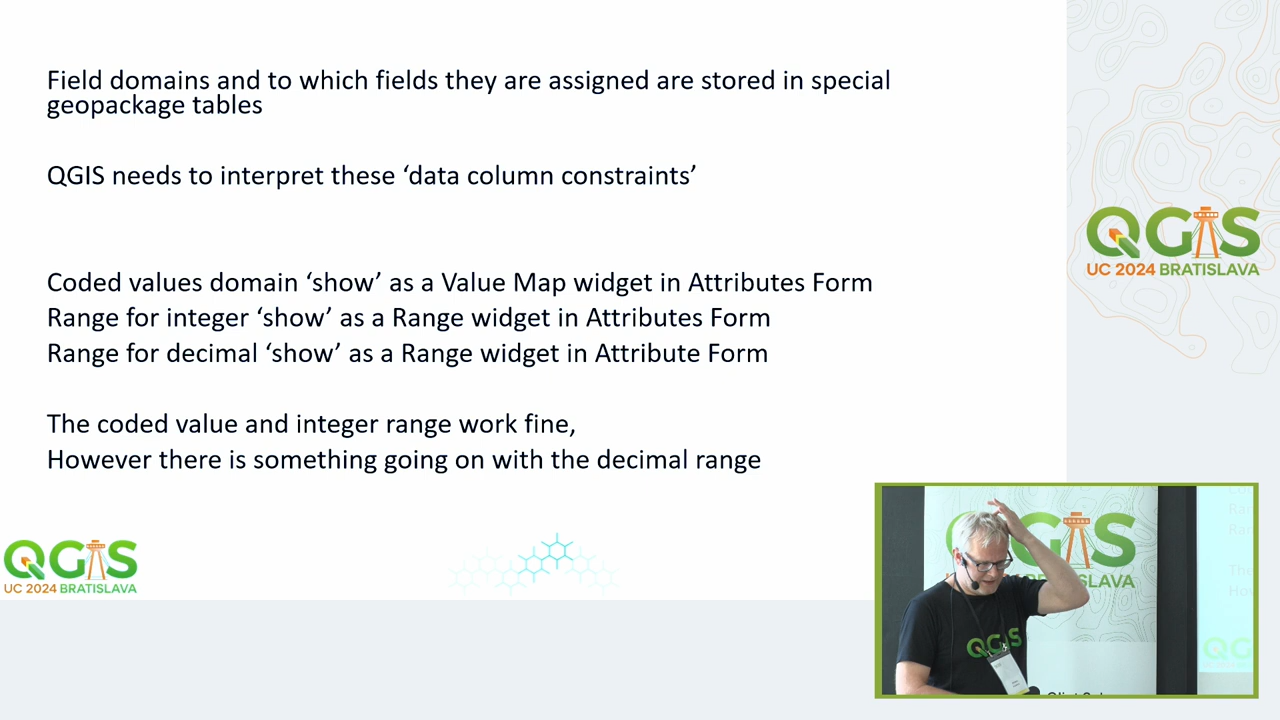 Field domains and to which fields they are assigned are stored in special
geopackage tables
QGIS needs to interpret these ‘data column constraints’
Coded values domain ‘show’ as a Value Map widget in Attributes Form
Range for integer ‘show’ as a Range widget in Attributes Form
Range for decimal ‘show’ as a Range widget in Attribute Form
The coded value and integer range work fine,
However there is something going on with the decimal range
QGIS
UC 2024 BRATISLAVA
QGIS
UC 2024 BRATISLAVA
QGIS
BRATISLAVA
QGIS